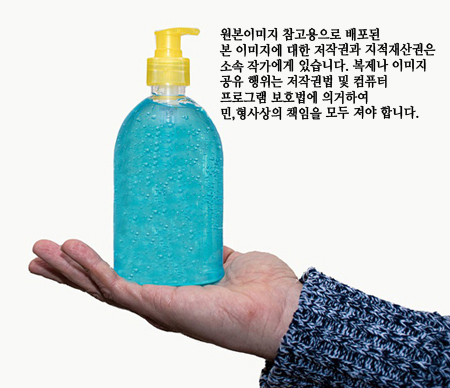 원본이미지 참고용으로 배포된
본 이미지에 대한 저작권과 지적재산권은
소속 작가에게 있습니다. 복제나 이미지
공유 행위는 저작권법 및 컴퓨터
프로그램 보호법에 의거하여
민,형사상의 책임을 모두 져야 합니다.